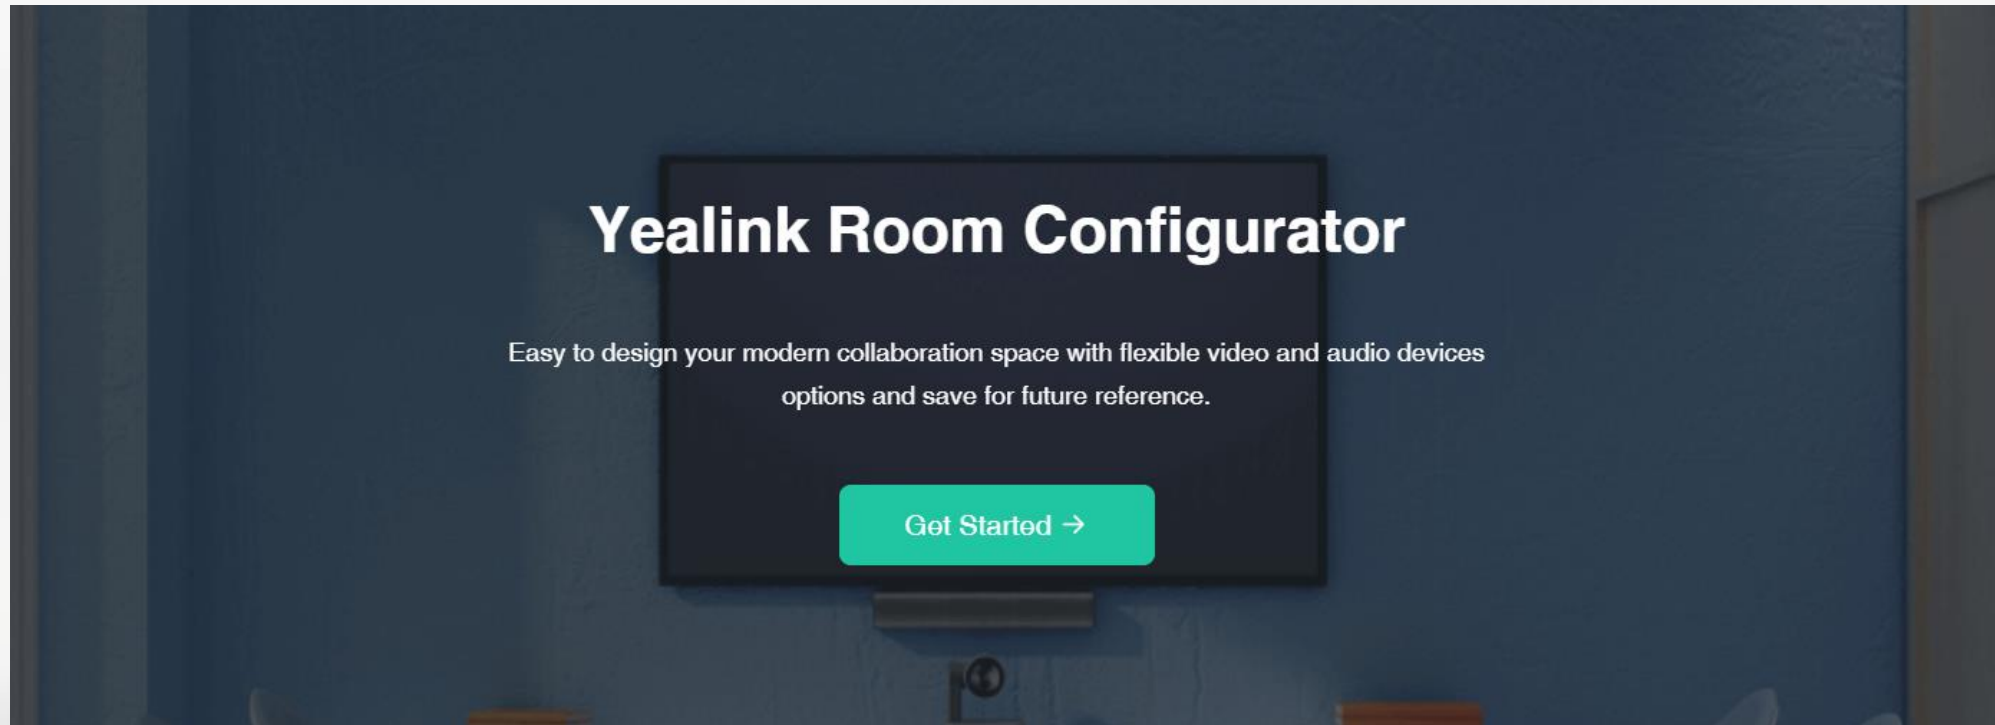 Yealink Room Configurator
Easy to design your modern collaboration space with flexible video and audio devices
options and save for future reference.
Get Started →